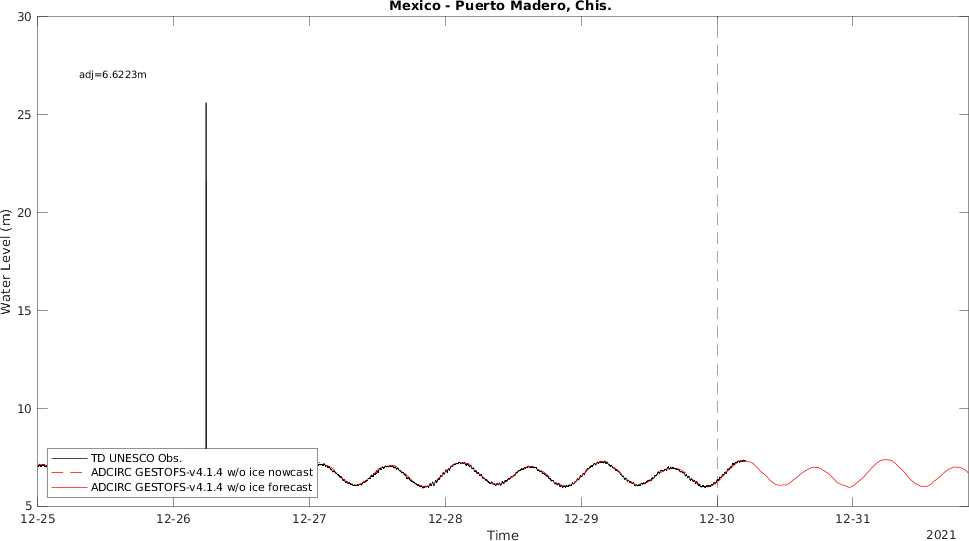 Mexico - Puerto Madero, Chis.
30
adj=6.6223m
25
20
Water Level (m)
15
10
TD UNESCO Obs.
ADCIRC GESTOFS-v4.1.4 w/o ice nowcast
ADCIRC GESTOFS-v4.1.4 w/o ice forecast
5
12-25 12-26 12-27 12-28 12-29 12-30 12-31
Time
2021